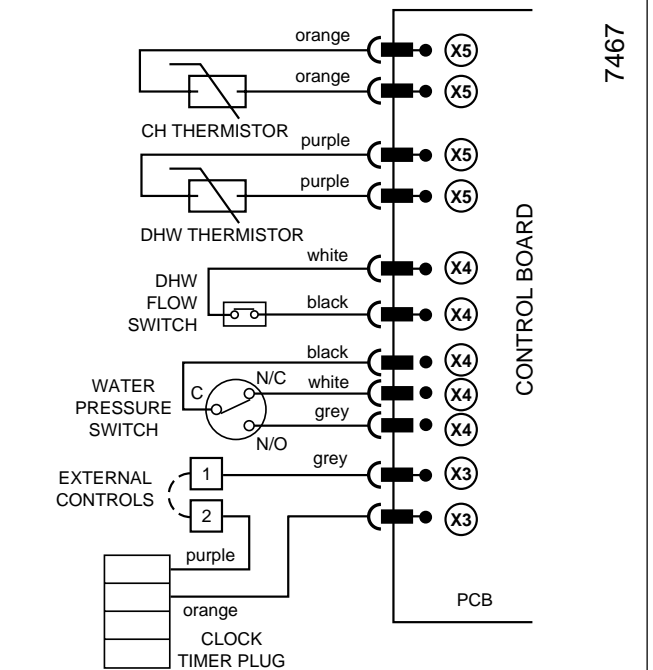 orange
X5
7467
orange
X5
CH THERMISTOR
purple
X5
purple
X5
DHW THERMISTOR
white
X4
DHW
FLOW
SWITCH
black
X4
CONTROL BOARD
black
X4
WATER
PRESSURE
SWITCH
C
N/C
white
X4
grey
X4
N/O
EXTERNAL
CONTROLS
1
grey
X3
2
X3
purple
orange
PCB
CLOCK
TIMER PLUG